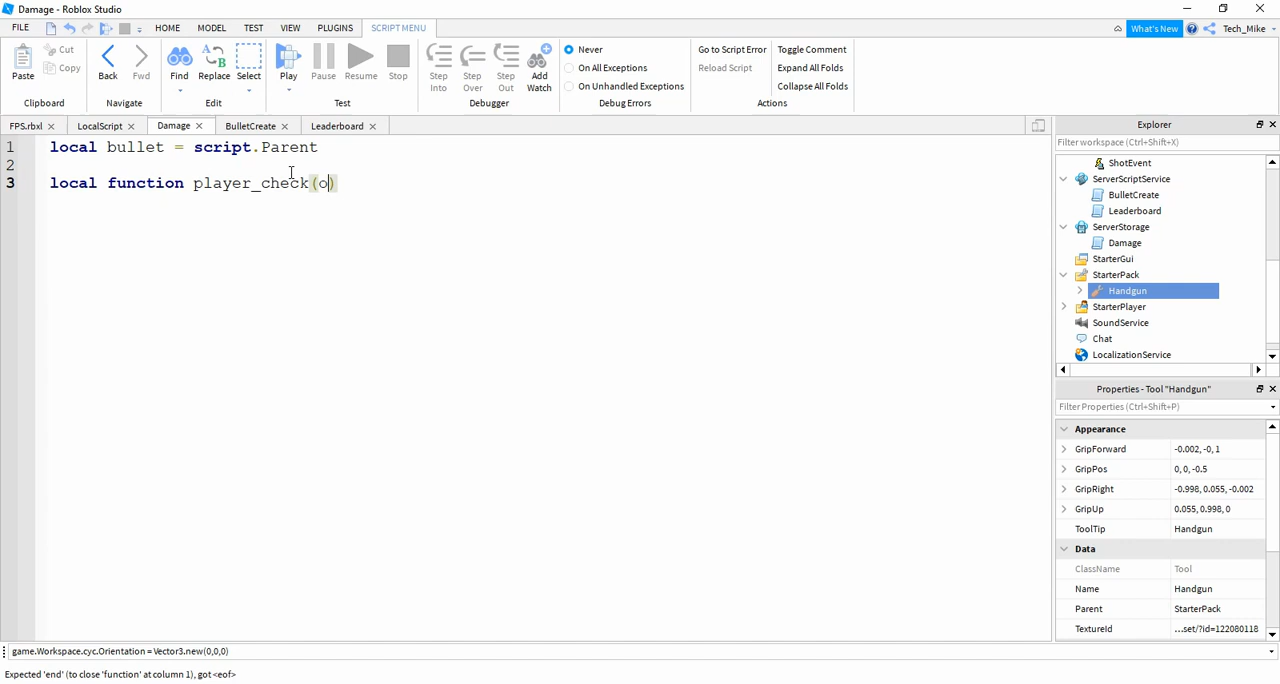 Damage - Roblox Studio
FILE HOME MODEL TEST VIEW PLUGINS SCRIPT MENU What's New Tech_Mike
Paste Cut Copy Back Fwd Find Replace Select Play Pause Resume Stop Step Into Step Over Step Out Add Watch
Never Go to Script Error Toggle Comment
On All Exceptions Reload Script Expand All Folds
On Unhandled Exceptions Collapse All Folds
Clipboard Navigate Edit Test Debugger Debug Errors Actions
FPS.rbxl LocalScript Damage BulletCreate Leaderboard
1 local bullet = script.Parent
2
3 local function player_check(o)
Explorer
Filter workspace (Ctrl+Shift+X)
ShotEvent
ServerScriptService
BulletCreate
Leaderboard
ServerStorage
Damage
StarterGui
StarterPack
Handgun
StarterPlayer
SoundService
Chat
LocalizationService
Properties - Tool "Handgun"
Filter Properties (Ctrl+Shift+P)
Appearance
GripForward -0.002, -0, 1
GripPos 0, 0, -0.5
GripRight -0.998, 0.055, -0.002
GripUp 0.055, 0.998, 0
ToolTip Handgun
Data
ClassName Tool
Name Handgun
Parent StarterPack
TextureId ...set/?id=122080118
game.Workspace.cyc.Orientation = Vector3.new(0,0,0)
Expected 'end' (to close 'function' at column 1), got <eof>